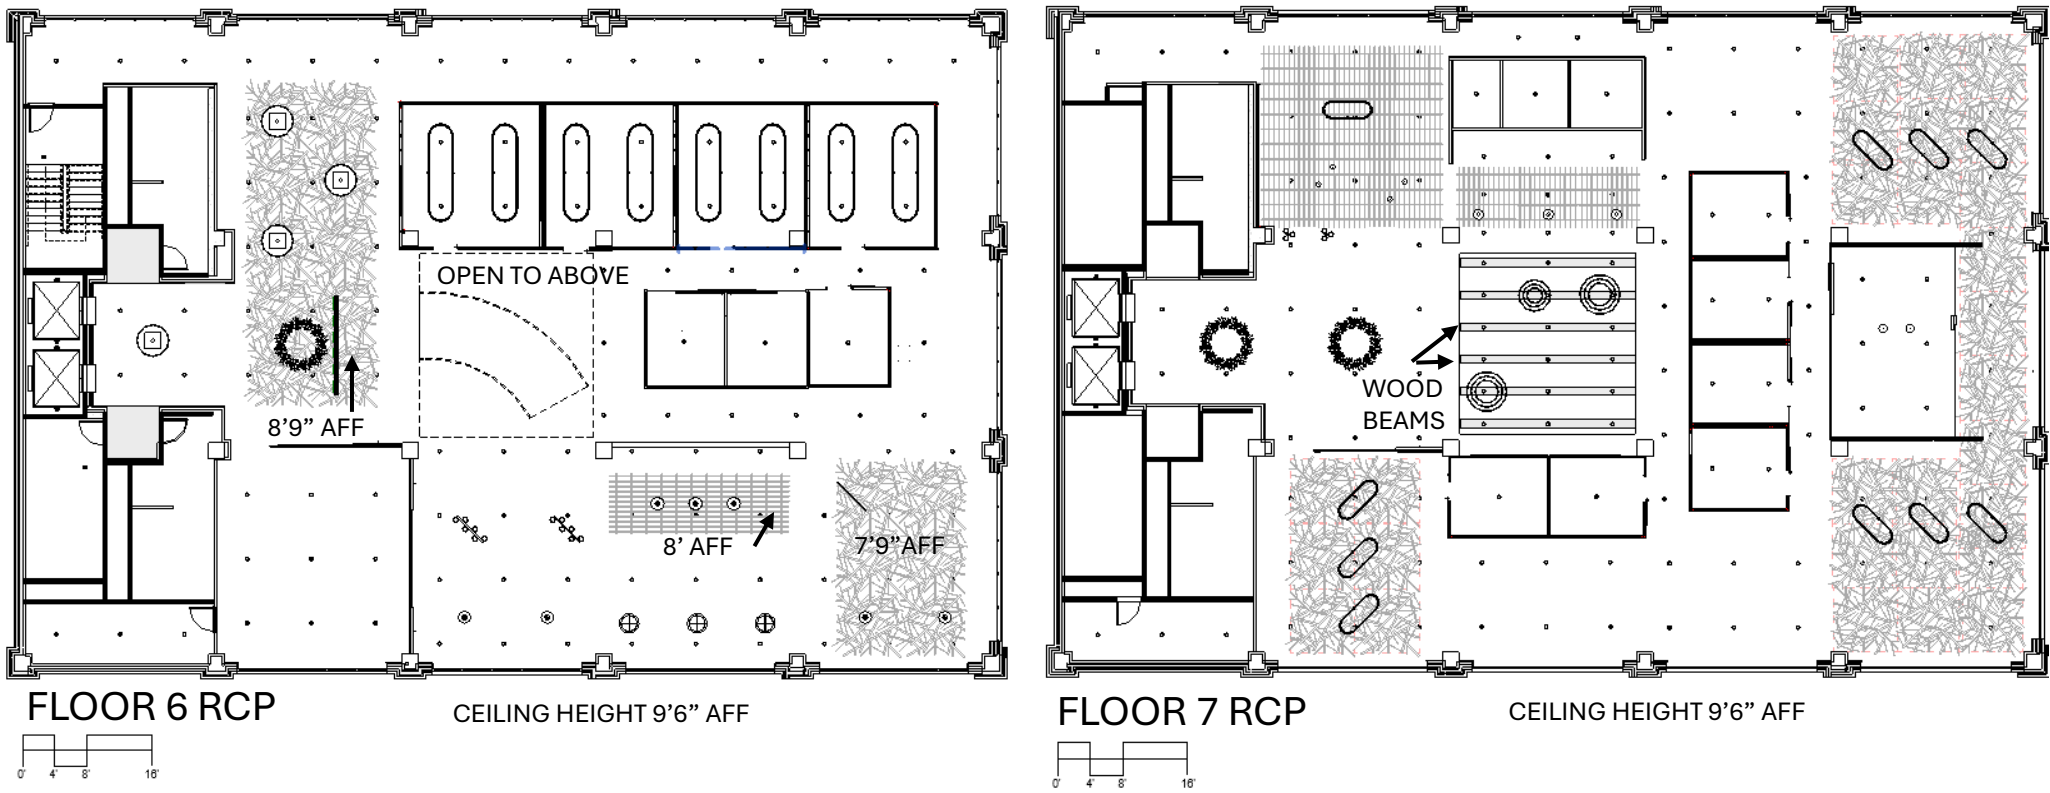 OPEN TO ABOVE
8’9” AFF
8’ AFF
7’9”AFF
FLOOR 6 RCP
CEILING HEIGHT 9’6” AFF
0' 4' 8' 16'
WOOD
BEAMS
FLOOR 7 RCP
CEILING HEIGHT 9’6” AFF
0' 4' 8' 16'